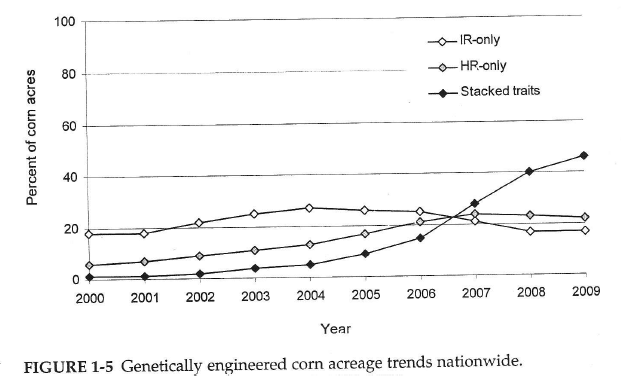 100
80
60
40
20
0
Percent of corn acres
IR-only
HR-only
Stacked traits
2000 2001 2002 2003 2004 2005 2006 2007 2008 2009
Year
FIGURE 1-5 Genetically engineered corn acreage trends nationwide.